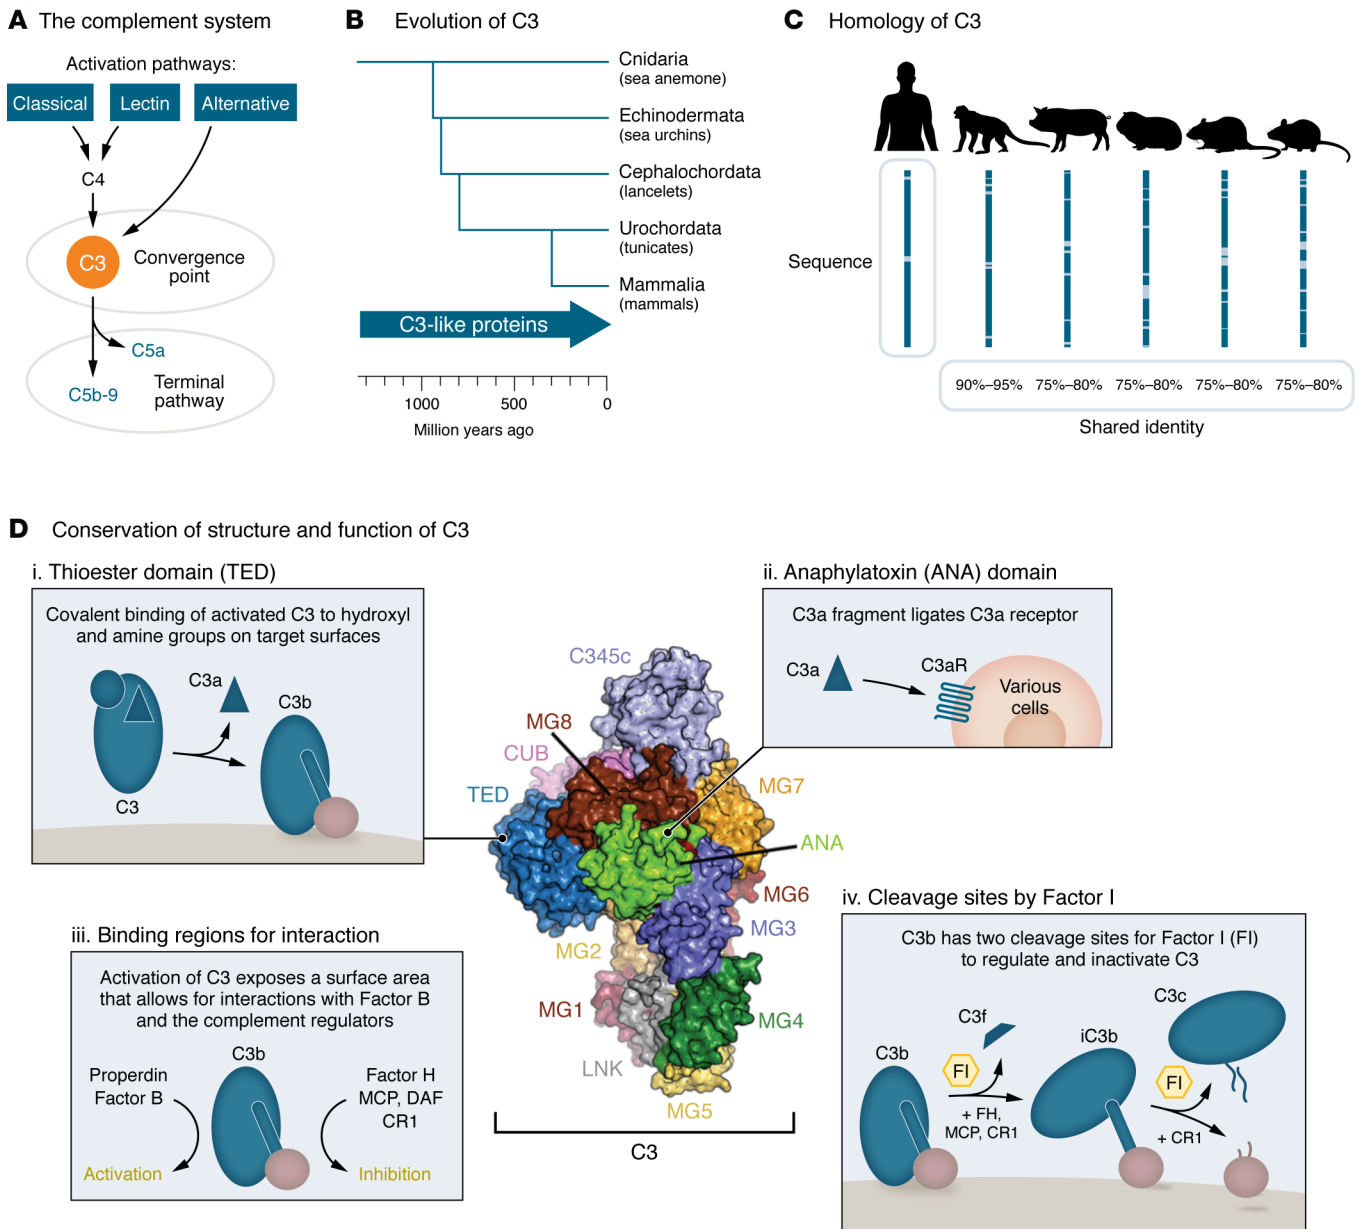 A The complement system
Activation pathways:
Classical
Lectin
Alternative
C4
C3
Convergence
point
C5a
C5b-9
Terminal
pathway
B Evolution of C3
Cnidaria
(sea anemone)
Echinodermata
(sea urchins)
Cephalochordata
(lancelets)
Urochordata
(tunicates)
Mammalia
(mammals)
C3-like proteins
1000 500 0
Million years ago
C Homology of C3
Sequence
90%–95% 75%–80% 75%–80% 75%–80% 75%–80%
Shared identity
D Conservation of structure and function of C3
i. Thioester domain (TED)
Covalent binding of activated C3 to hydroxyl
and amine groups on target surfaces
C3a
C3b
C3
ii. Anaphylatoxin (ANA) domain
C3a fragment ligates C3a receptor
C3a
C3aR
Various
cells
C345c
MG8
CUB
TED
MG7
ANA
MG6
MG3
MG2
MG1
MG4
LNK
MG5
C3
iii. Binding regions for interaction
Activation of C3 exposes a surface area
that allows for interactions with Factor B
and the complement regulators
C3b
Properdin
Factor B
Activation
Factor H
MCP, DAF
CR1
Inhibition
iv. Cleavage sites by Factor I
C3b has two cleavage sites for Factor I (FI)
to regulate and inactivate C3
C3b
FI
C3f
+ FH,
MCP, CR1
iC3b
FI
C3c
+ CR1